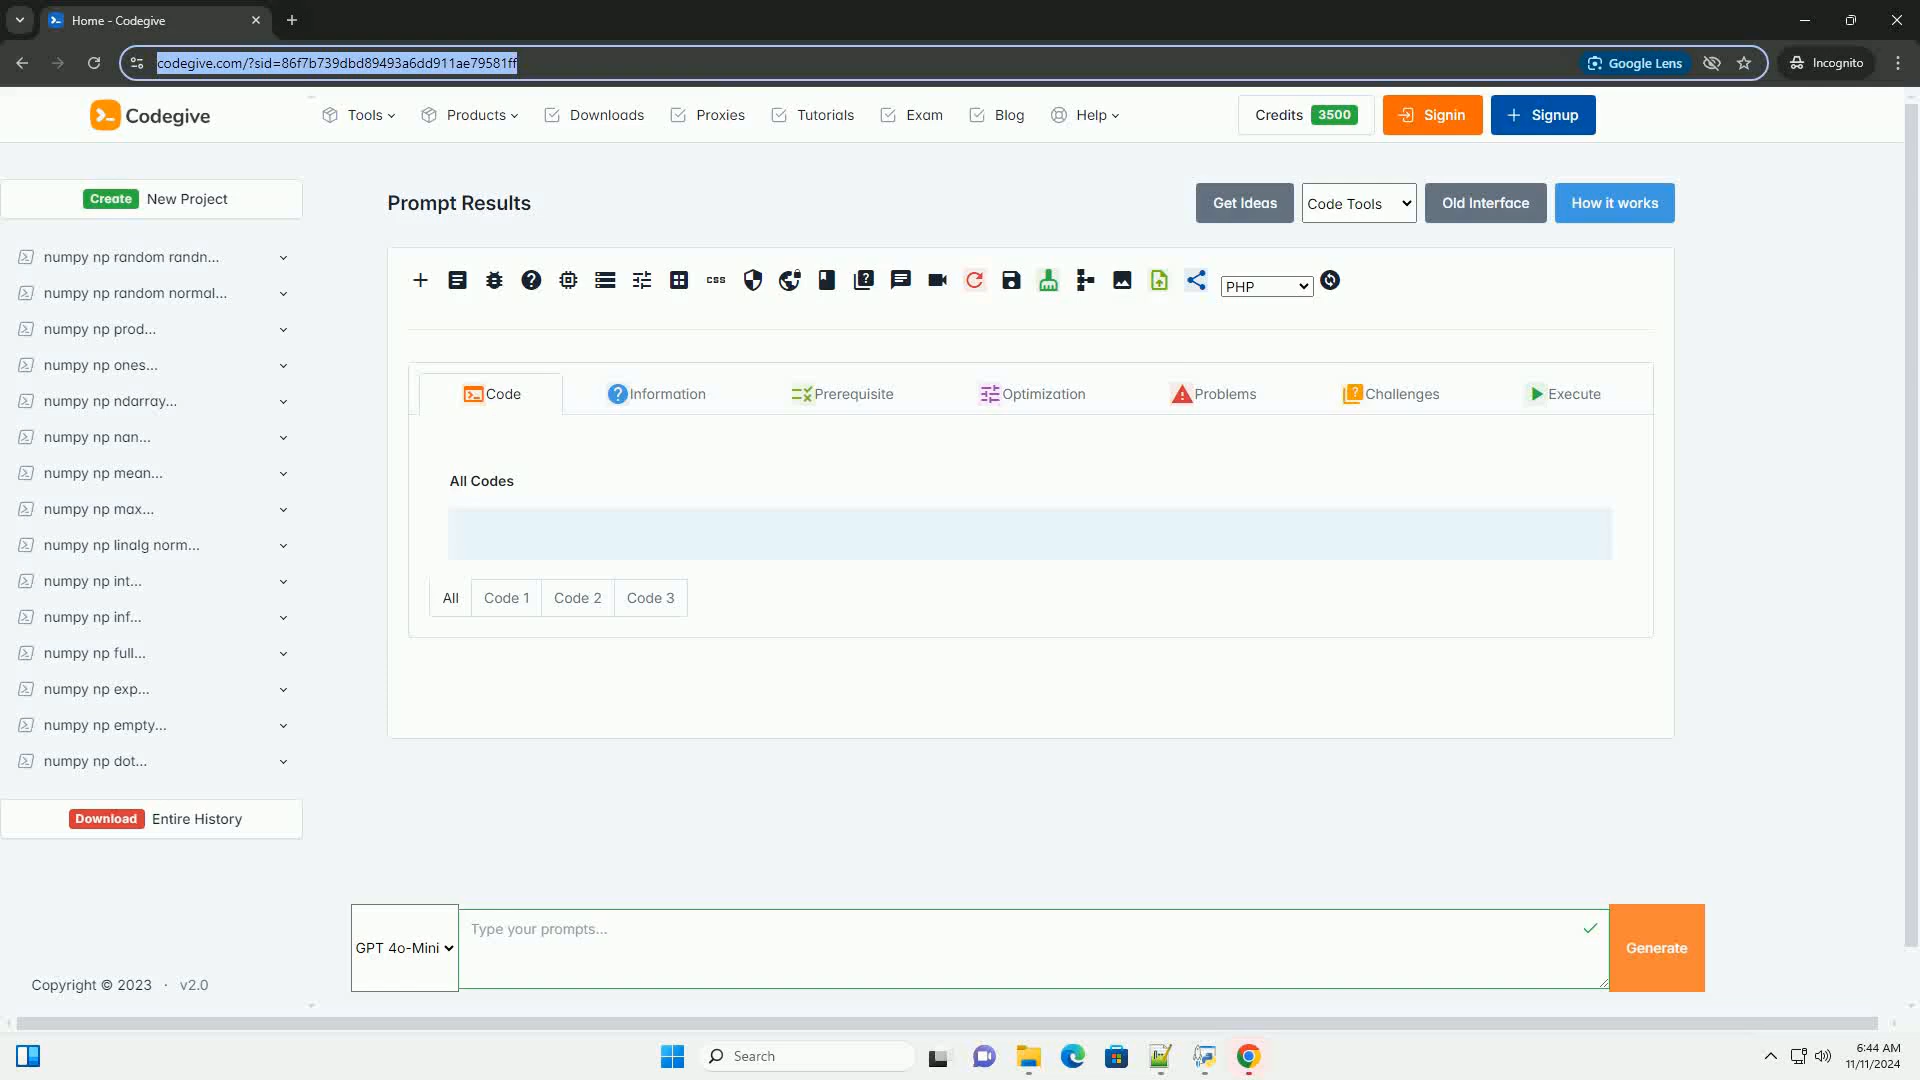 Home - Codegive
codegive.com/?sid=86f7b739dbd89493a6dd911ae79581ff
Google Lens
Incognito
Codegive
Tools
Products
Downloads
Proxies
Tutorials
Exam
Blog
Help
Credits 3500
Signin
Signup
Create New Project
numpy np random randn...
numpy np random normal...
numpy np prod...
numpy np ones...
numpy np ndarray...
numpy np nan...
numpy np mean...
numpy np max...
numpy np linalg norm...
numpy np int...
numpy np inf...
numpy np full...
numpy np exp...
numpy np empty...
numpy np dot...
Download Entire History
Copyright © 2023 · v2.0
Prompt Results
Get Ideas
Code Tools
Old Interface
How it works
css
PHP
Code
Information
Prerequisite
Optimization
Problems
Challenges
Execute
All Codes
All
Code 1
Code 2
Code 3
GPT 4o-Mini
Type your prompts...
Generate
Search
6:44 AM
11/11/2024